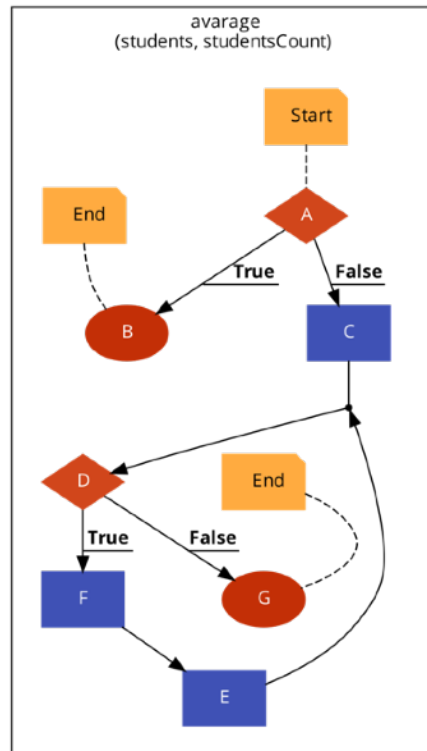 avarage
(students, studentsCount)
Start
A
End
True
False
B
C
D
End
True
False
F
G
E